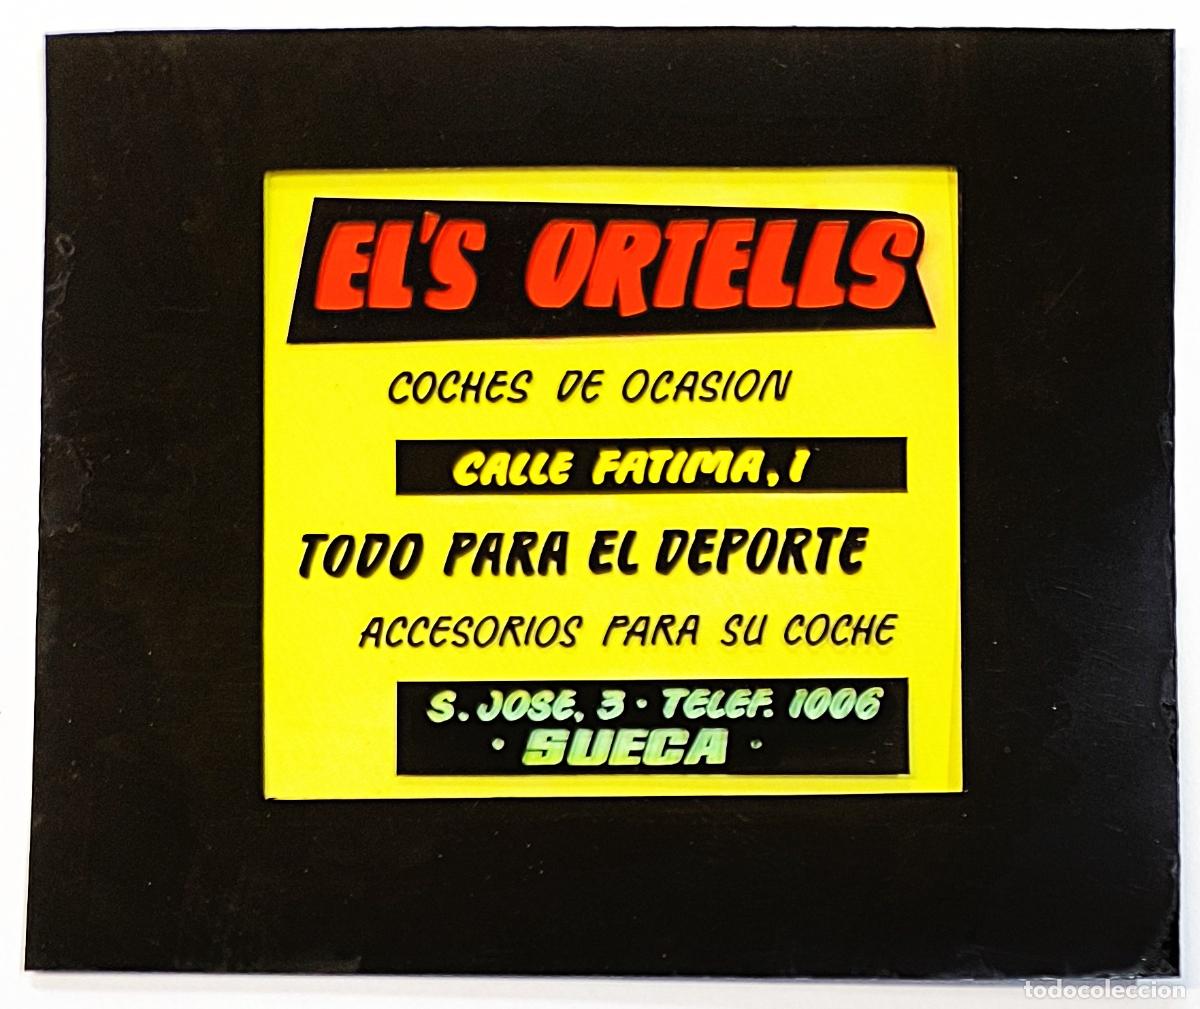 EL'S ORTELLS
COCHES DE OCASION
CALLE FATIMA, 1
TODO PARA EL DEPORTE
ACCESORIOS PARA SU COCHE
S. JOSE, 3 · TELEF. 1006
· SUECA ·
todocoleccion